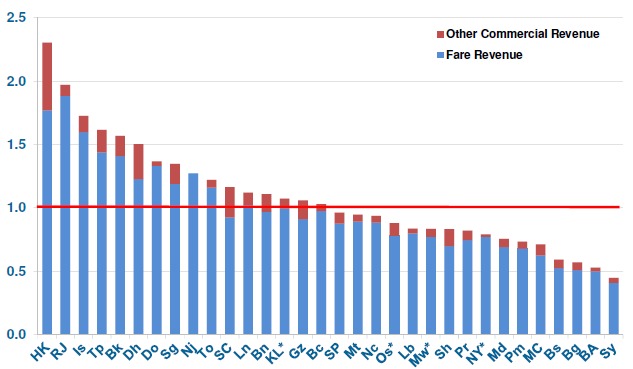 2.5
Other Commercial Revenue
Fare Revenue
2.0
1.5
1.0
0.5
0.0
HK RJ Is Tp Bk Dh Do Sg Nj To SC Ln Bn KL* Gz Bc SP Mt Nc Os* Lb Mw* Sh Pr NY* Md Pm MC Bs Bg BA Sy